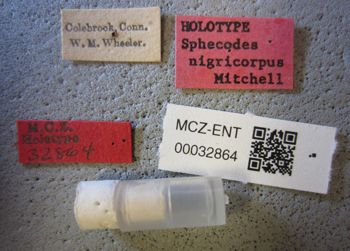 Colebrook, Conn.
W. M. Wheeler.
HOLOTYPE
Sphecodes
nigricorpus
Mitchell
M.C.Z.
Holotype
32864
MCZ-ENT
00032864